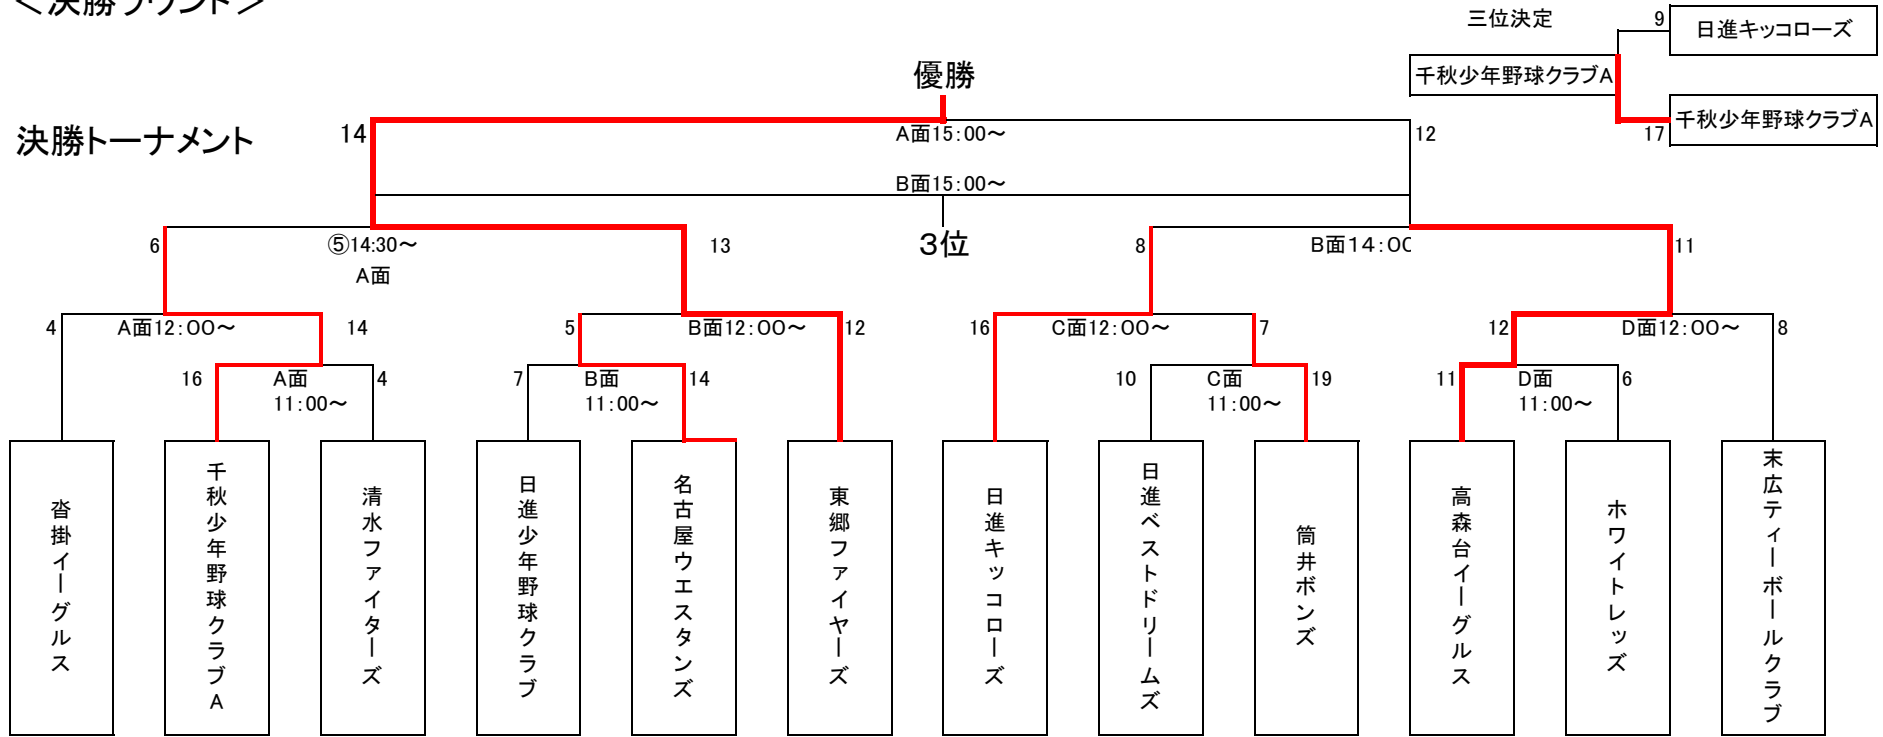 ＜決勝ラウンド＞
三位決定
9
日進キッコローズ
千秋少年野球クラブA
17
千秋少年野球クラブA
優勝
決勝トーナメント
14
A面15:00～
12
B面15:00～
6
⑤14:30～
A面
13
3位
8
B面14:00
11
4
A面12:00～
14
5
B面12:00～
12
16
C面12:00～
7
12
D面12:00～
8
16
A面
11:00～
4
7
B面
11:00～
14
10
C面
11:00～
19
11
D面
11:00～
6
沓掛イーグルス
千秋少年野球クラブA
清水ファイターズ
日進少年野球クラブ
名古屋ウエスタンズ
東郷ファイヤーズ
日進キッコローズ
日進ベストドリームズ
筒井ボンズ
高森台イーグルス
ホワイトレッズ
末広ティーボールクラブ